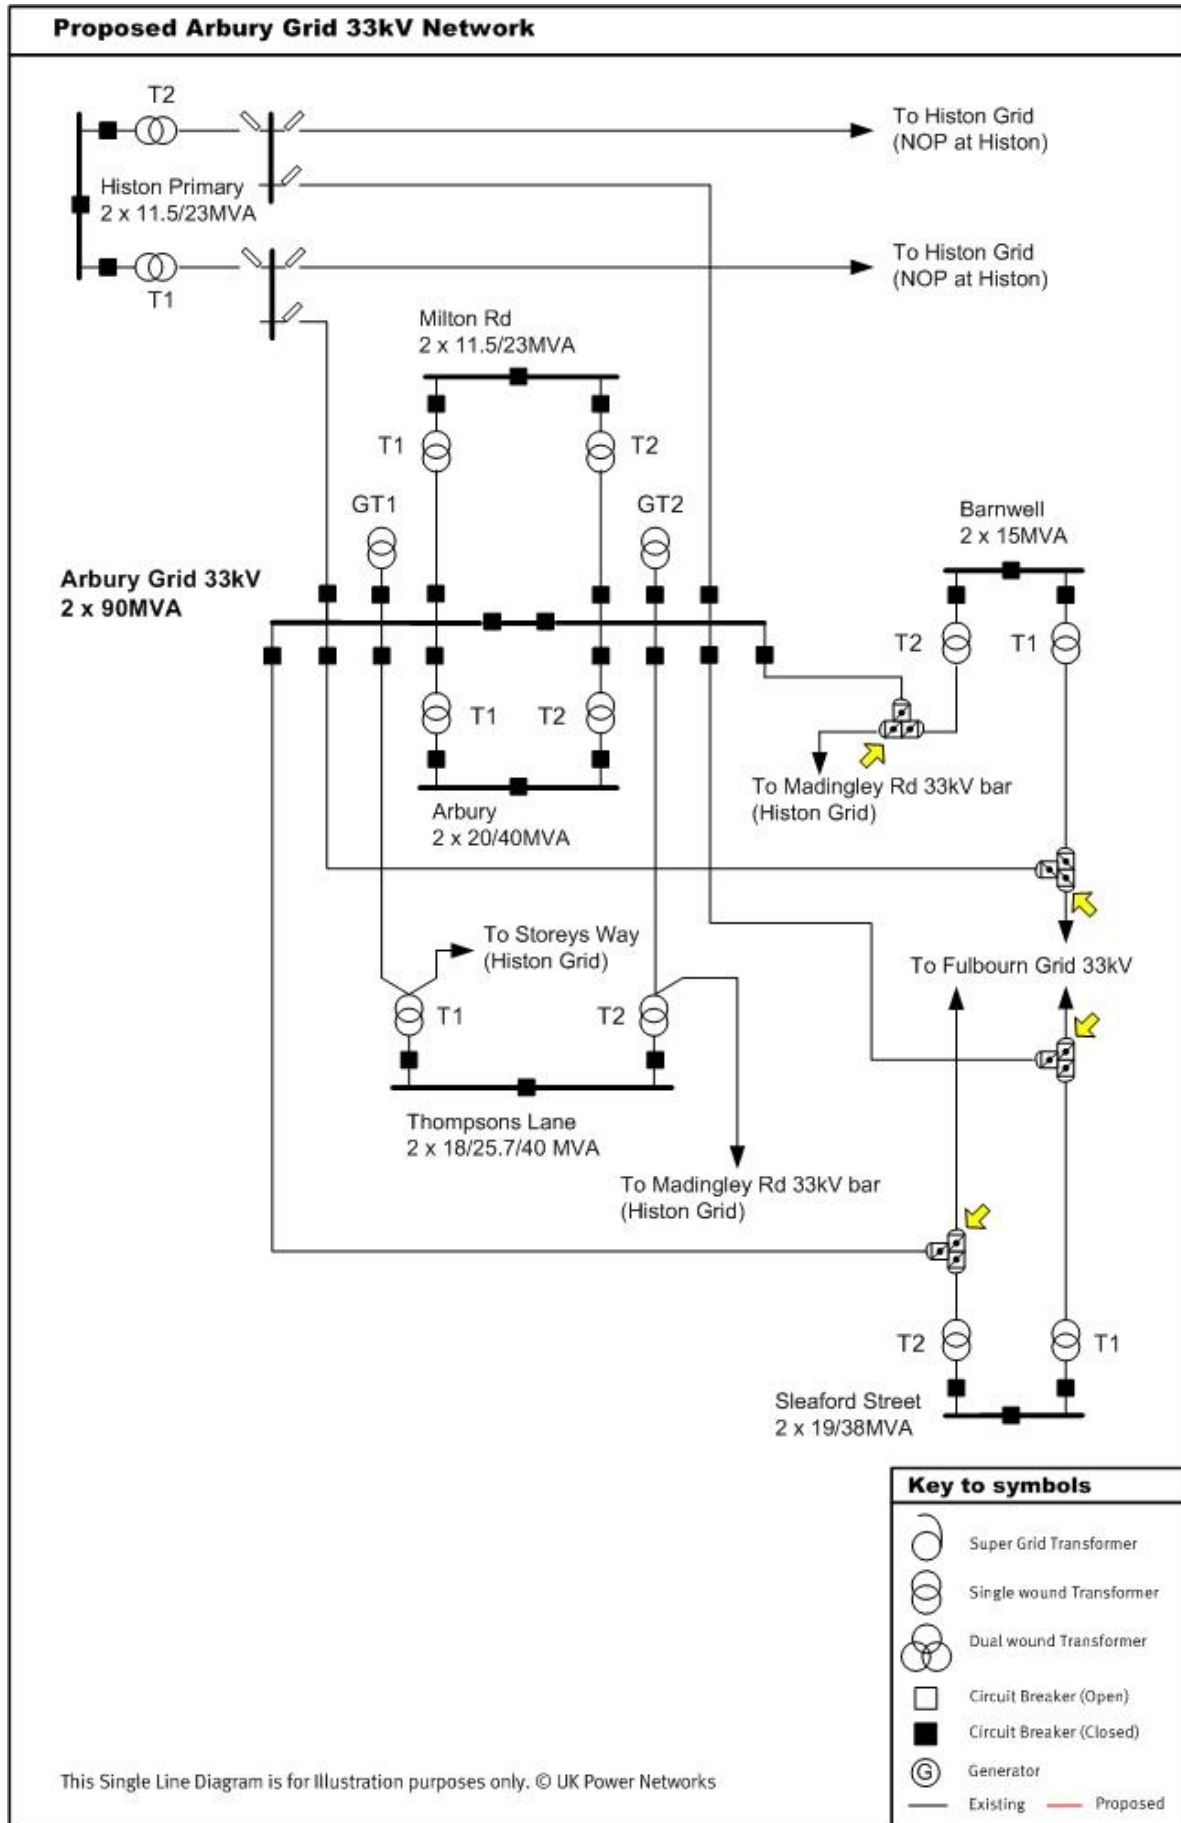 Proposed Arbury Grid 33kV Network
T2
To Histon Grid
(NOP at Histon)
Histon Primary
2 x 11.5/23MVA
T1
To Histon Grid
(NOP at Histon)
Milton Rd
2 x 11.5/23MVA
T1
T2
GT1
GT2
Barnwell
2 x 15MVA
Arbury Grid 33kV
2 x 90MVA
T2
T1
T1
T2
To Madingley Rd 33kV bar
(Histon Grid)
Arbury
2 x 20/40MVA
To Storeys Way
(Histon Grid)
To Fulbourn Grid 33kV
T1
T2
Thompsons Lane
2 x 18/25.7/40 MVA
To Madingley Rd 33kV bar
(Histon Grid)
T2
T1
Sleaford Street
2 x 19/38MVA
Key to symbols
Super Grid Transformer
Single wound Transformer
Dual wound Transformer
Circuit Breaker (Open)
Circuit Breaker (Closed)
G
Generator
Existing
Proposed
This Single Line Diagram is for Illustration purposes only. © UK Power Networks